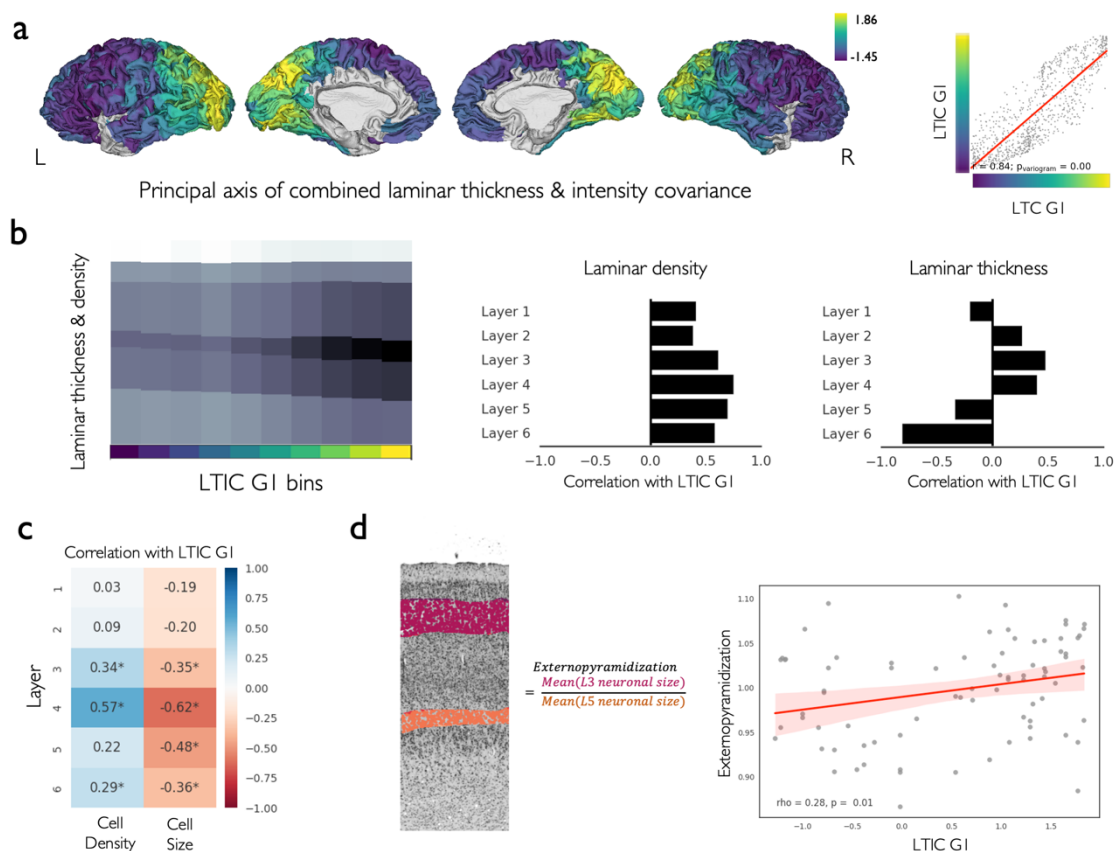 a
1.86
-1.45
L
R
Principal axis of combined laminar thickness & intensity covariance
LTIC G1
r = 0.84; pvariogram = 0.00
LTC G1
b
Laminar thickness & density
LTIC G1 bins
Laminar density
Layer 1
Layer 2
Layer 3
Layer 4
Layer 5
Layer 6
−1.0 −0.5 0.0 0.5 1.0
Correlation with LTIC G1
Laminar thickness
Layer 1
Layer 2
Layer 3
Layer 4
Layer 5
Layer 6
−1.0 −0.5 0.0 0.5 1.0
Correlation with LTIC G1
c
Correlation with LTIC G1
Layer
1 0.03 -0.19
2 0.09 -0.20
3 0.34* -0.35*
4 0.57* -0.62*
5 0.22 -0.48*
6 0.29* -0.36*
Cell Cell
Density Size
1.00
0.75
0.50
0.25
0.00
−0.25
−0.50
−0.75
−1.00
d
Externopyramidization
= Mean(L3 neuronal size)
Mean(L5 neuronal size)
Externopyramidization
1.10
1.05
1.00
0.95
0.90
rho = 0.28, p = 0.01
−1.0 −0.5 0.0 0.5 1.0 1.5
LTIC G1